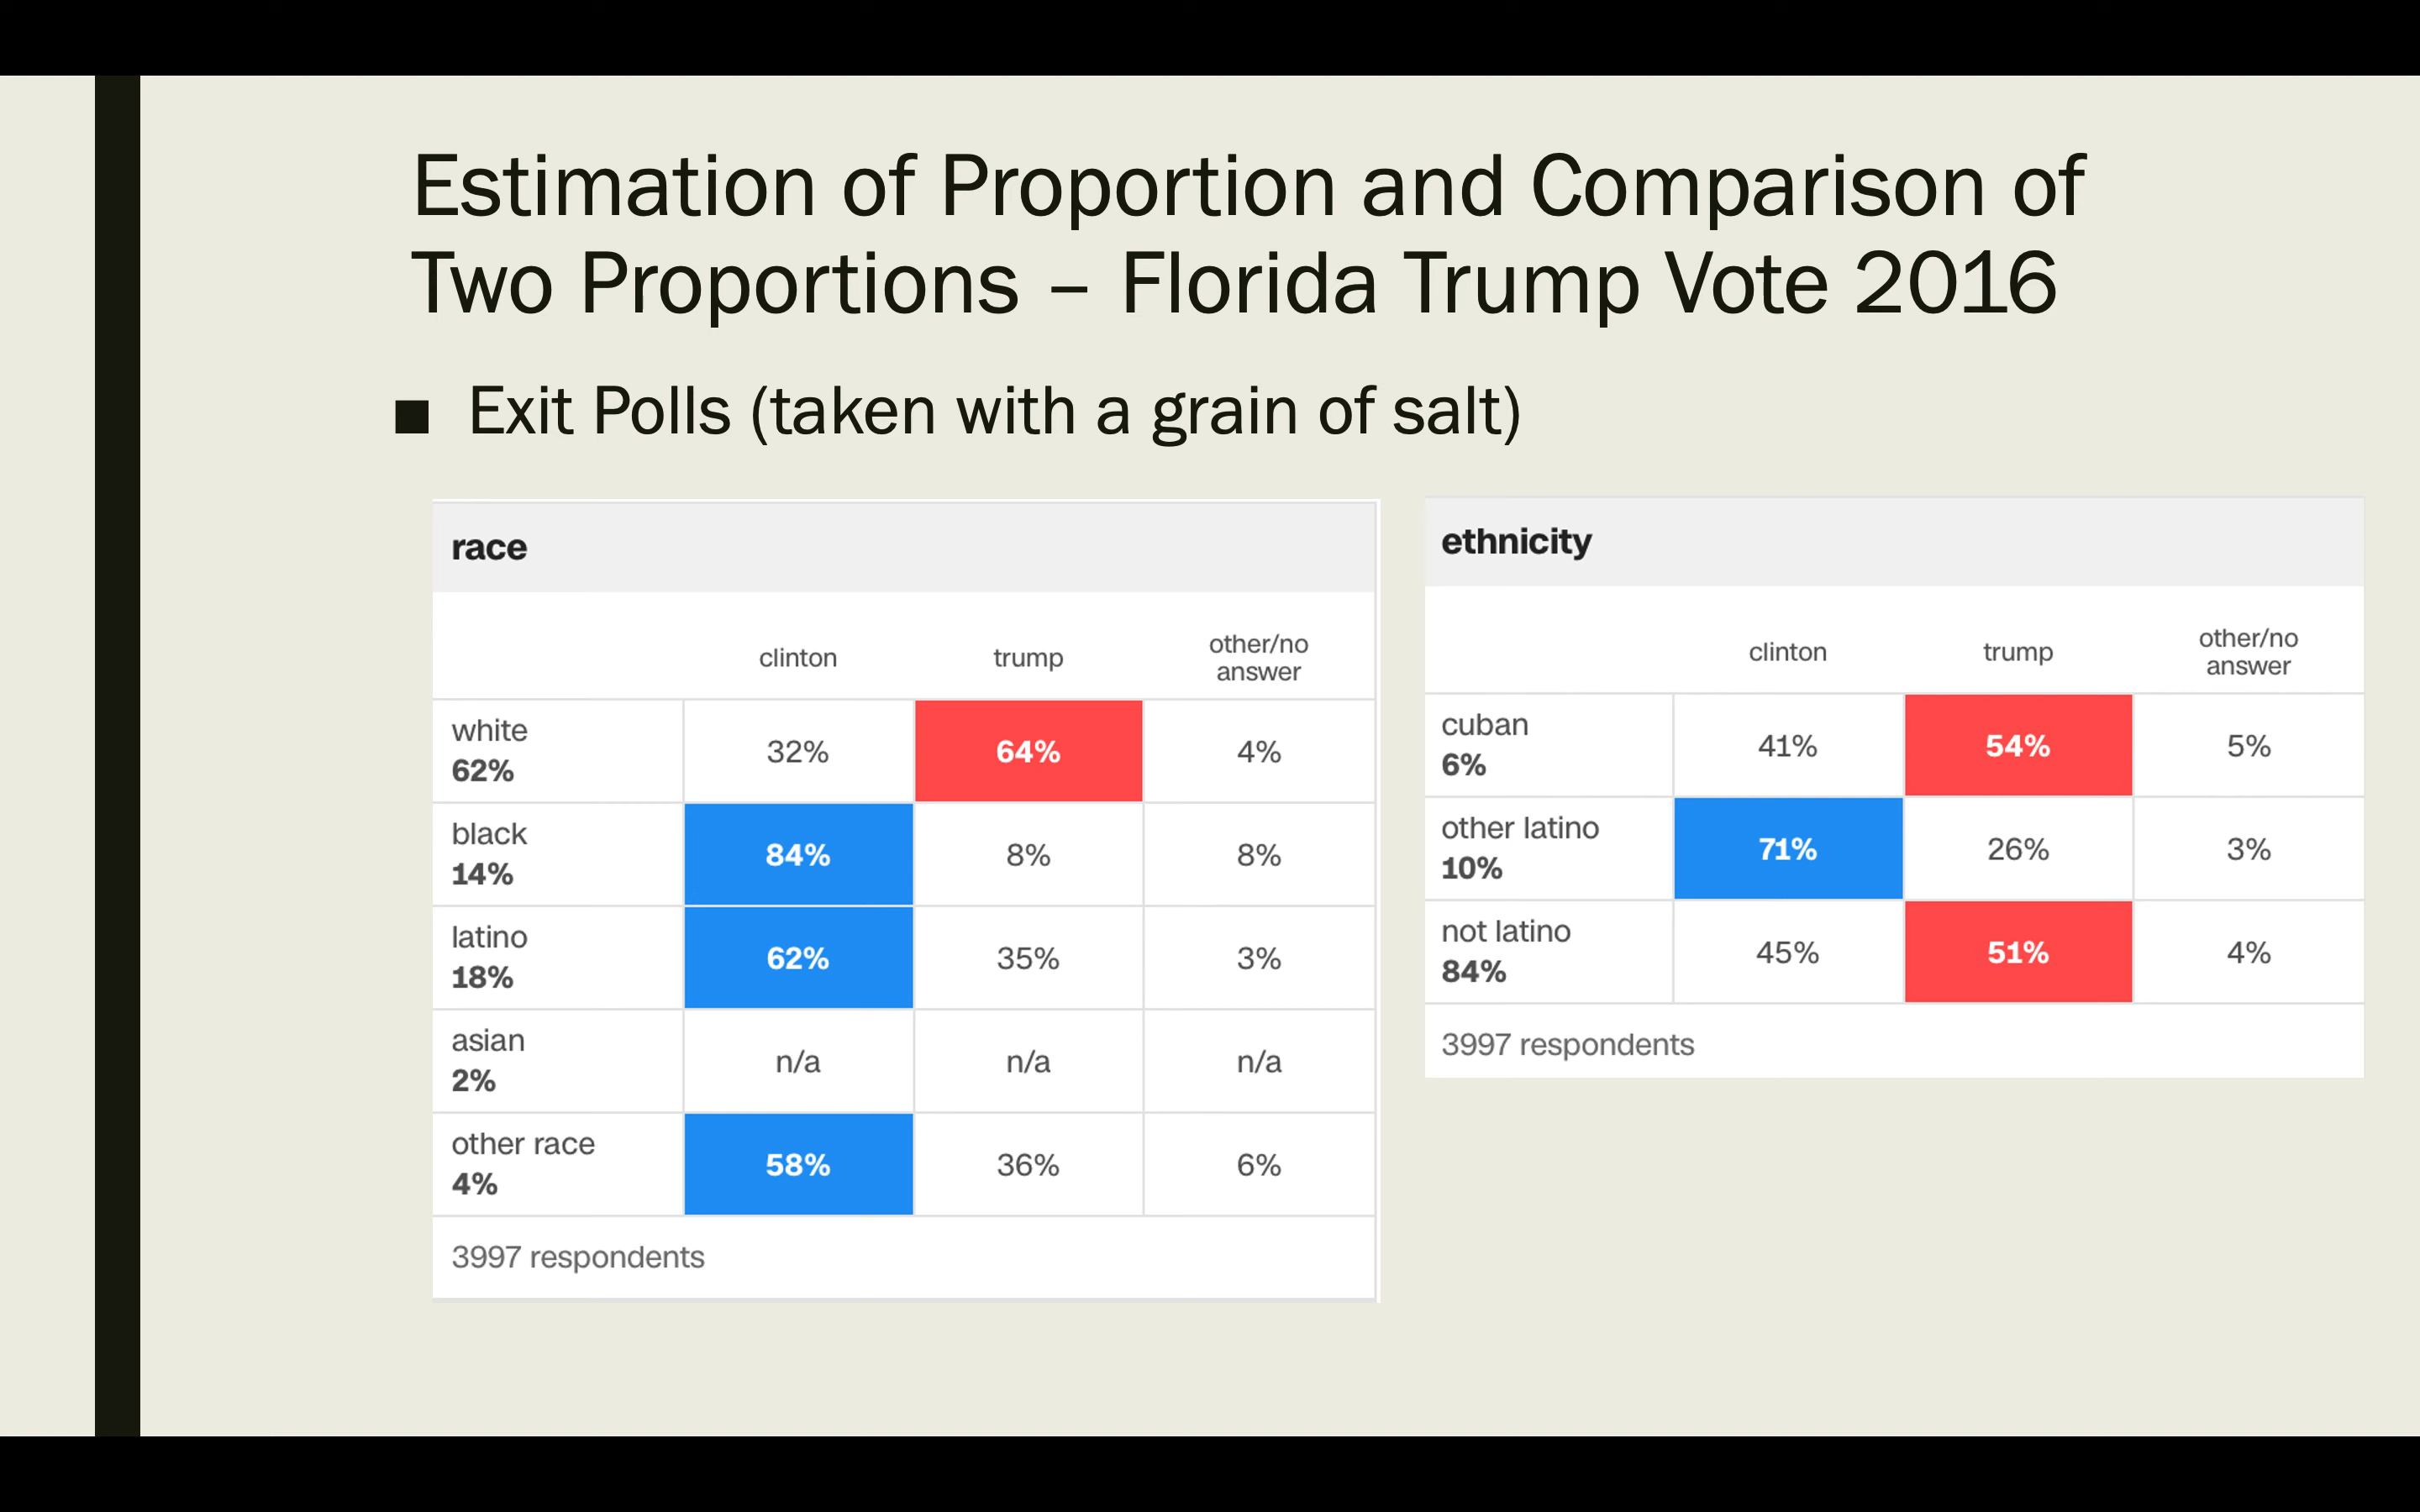 Estimation of Proportion and Comparison of
Two Proportions – Florida Trump Vote 2016
■ Exit Polls (taken with a grain of salt)
race
clinton trump other/no answer
white 62% 32% 64% 4%
black 14% 84% 8% 8%
latino 18% 62% 35% 3%
asian 2% n/a n/a n/a
other race 4% 58% 36% 6%
3997 respondents
ethnicity
clinton trump other/no answer
cuban 6% 41% 54% 5%
other latino 10% 71% 26% 3%
not latino 84% 45% 51% 4%
3997 respondents